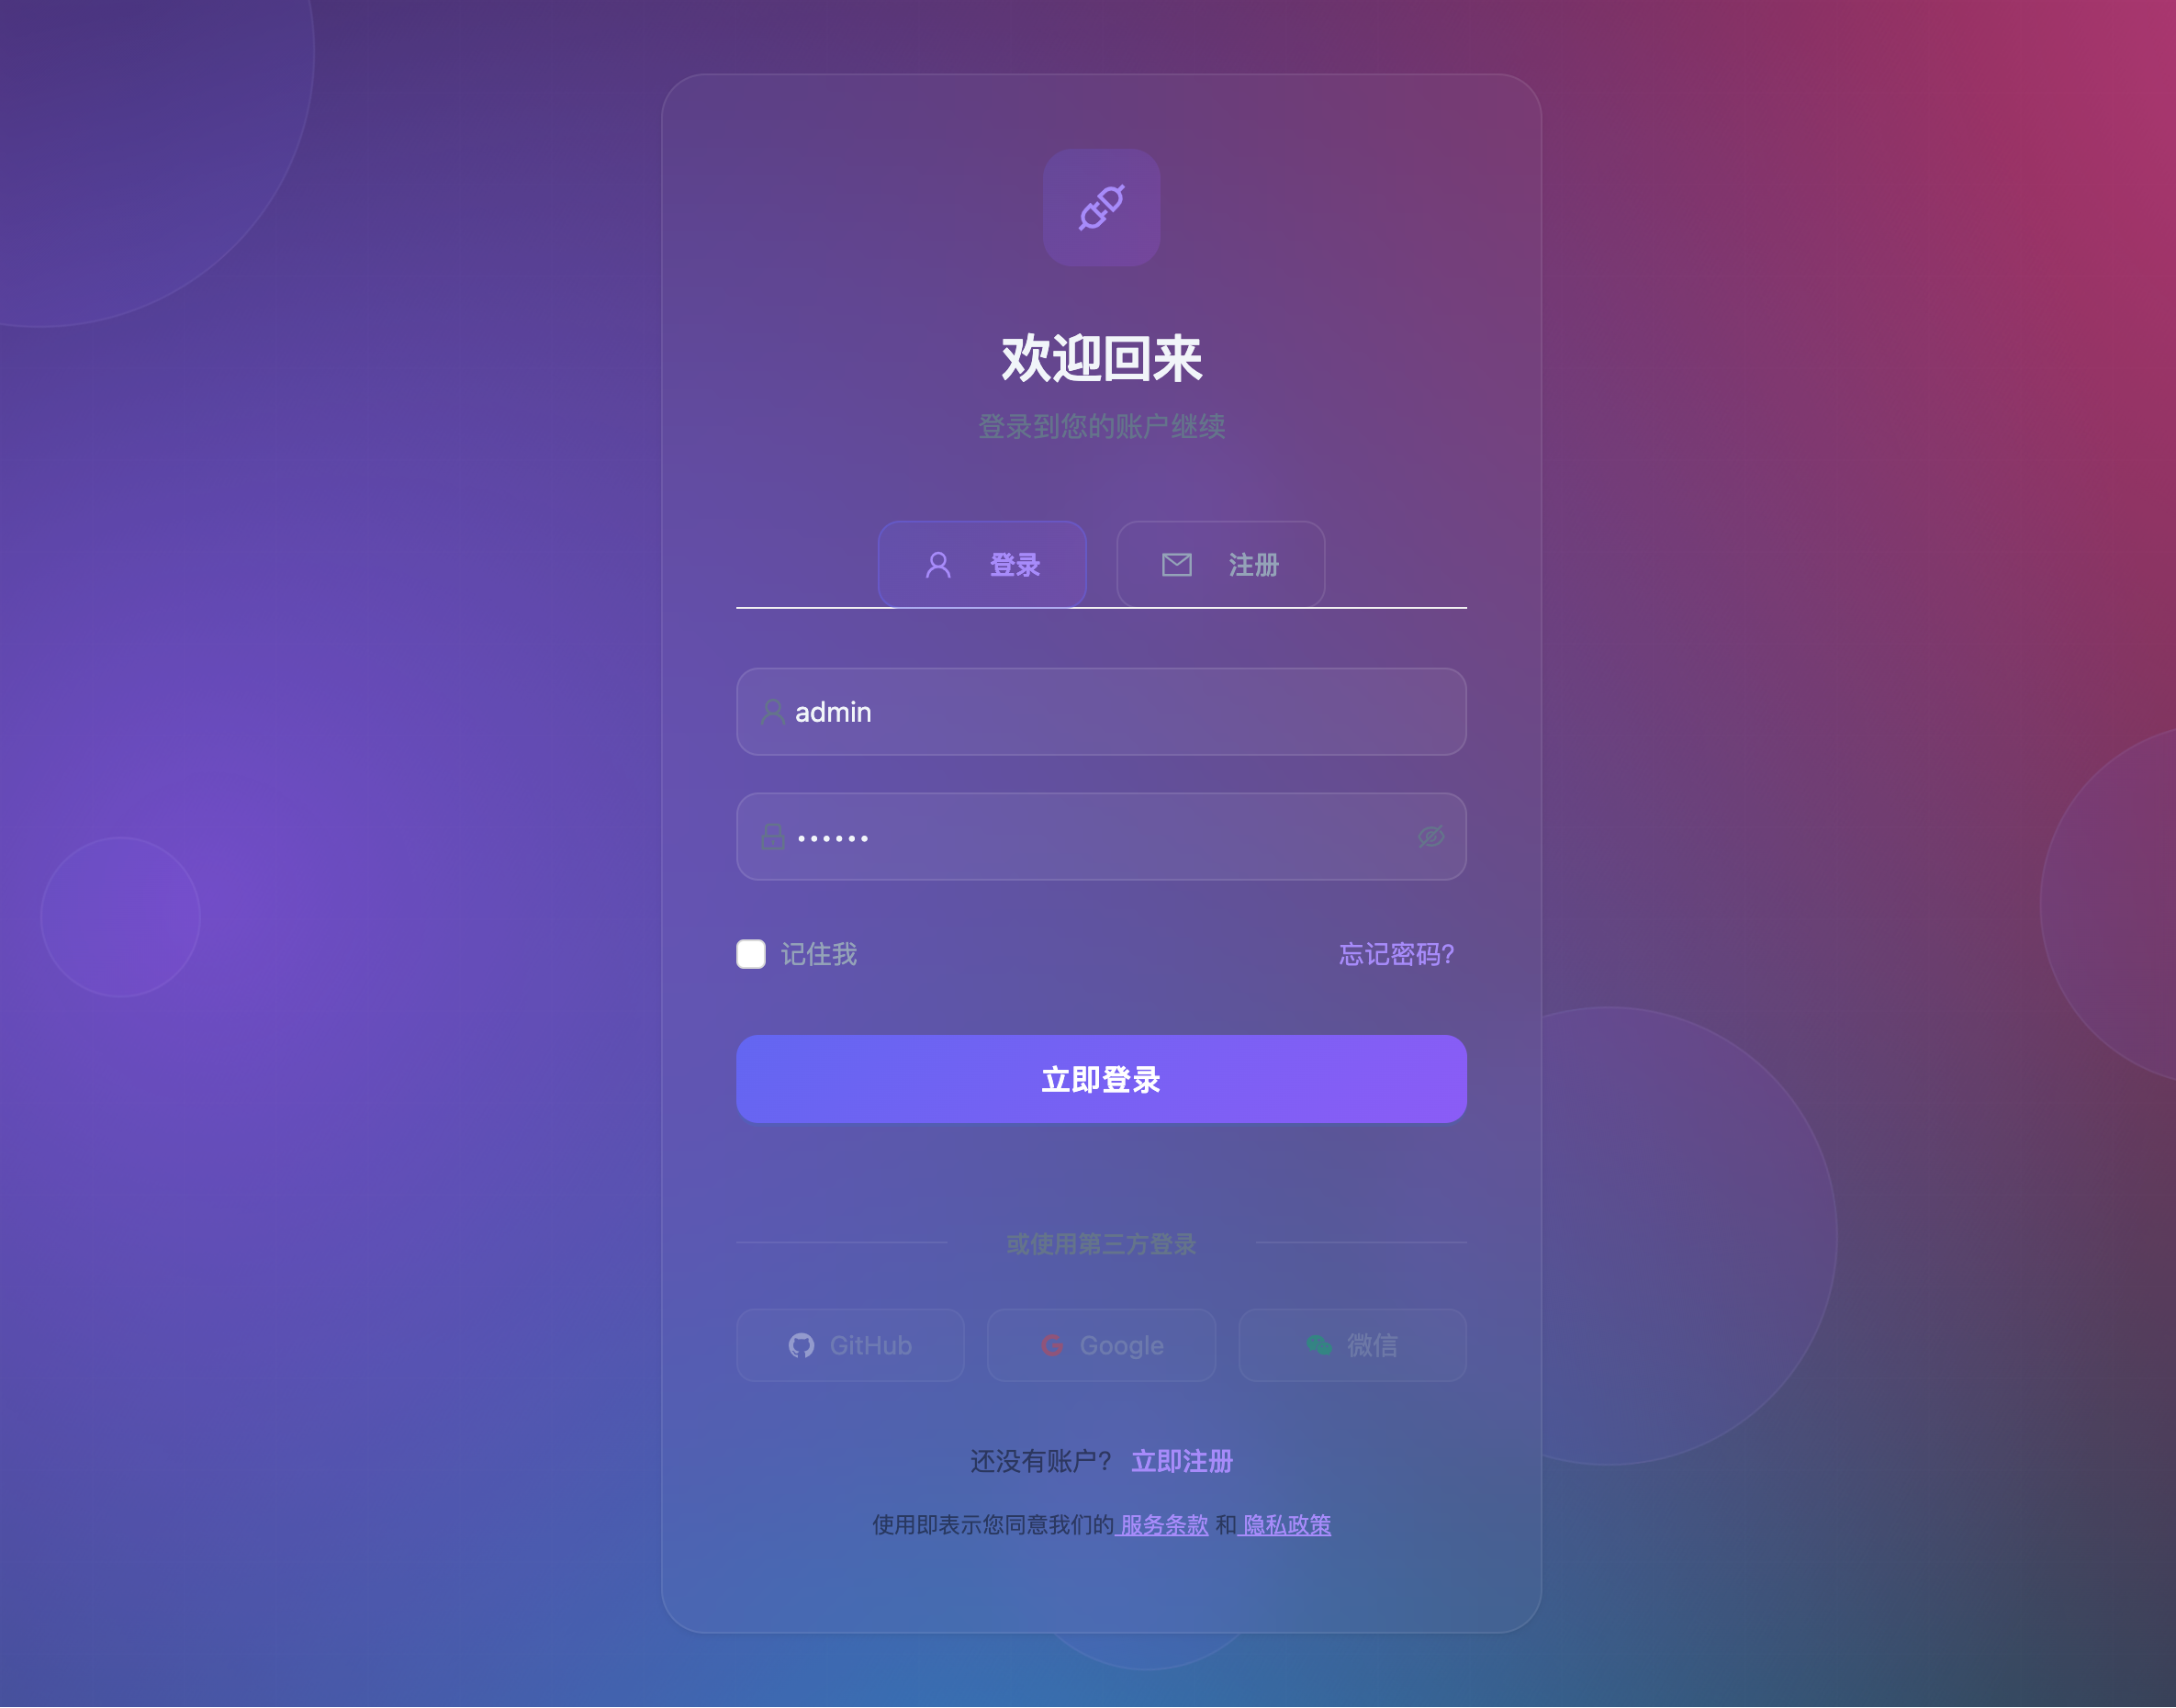 欢迎回来
登录到您的账户继续
登录 注册
admin
••••••
记住我 忘记密码?
立即登录
或使用第三方登录
GitHub Google 微信
还没有账户? 立即注册
使用即表示您同意我们的 服务条款 和 隐私政策